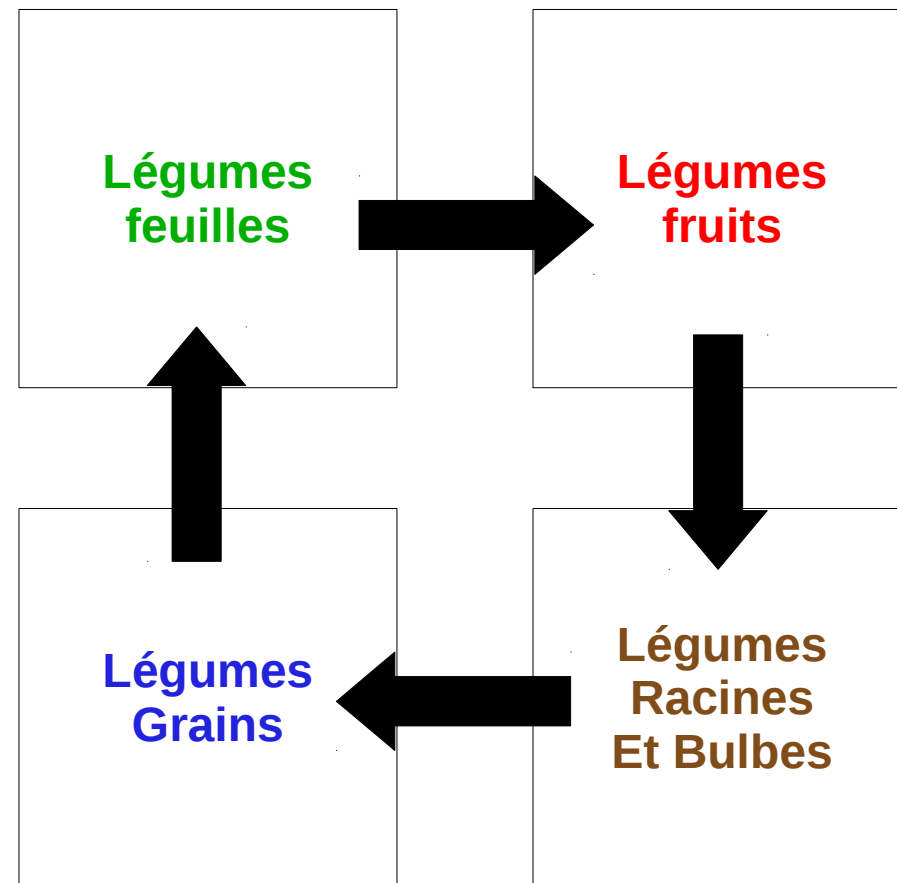 Légumes
feuilles
Légumes
fruits
Légumes
Grains
Légumes
Racines
Et Bulbes